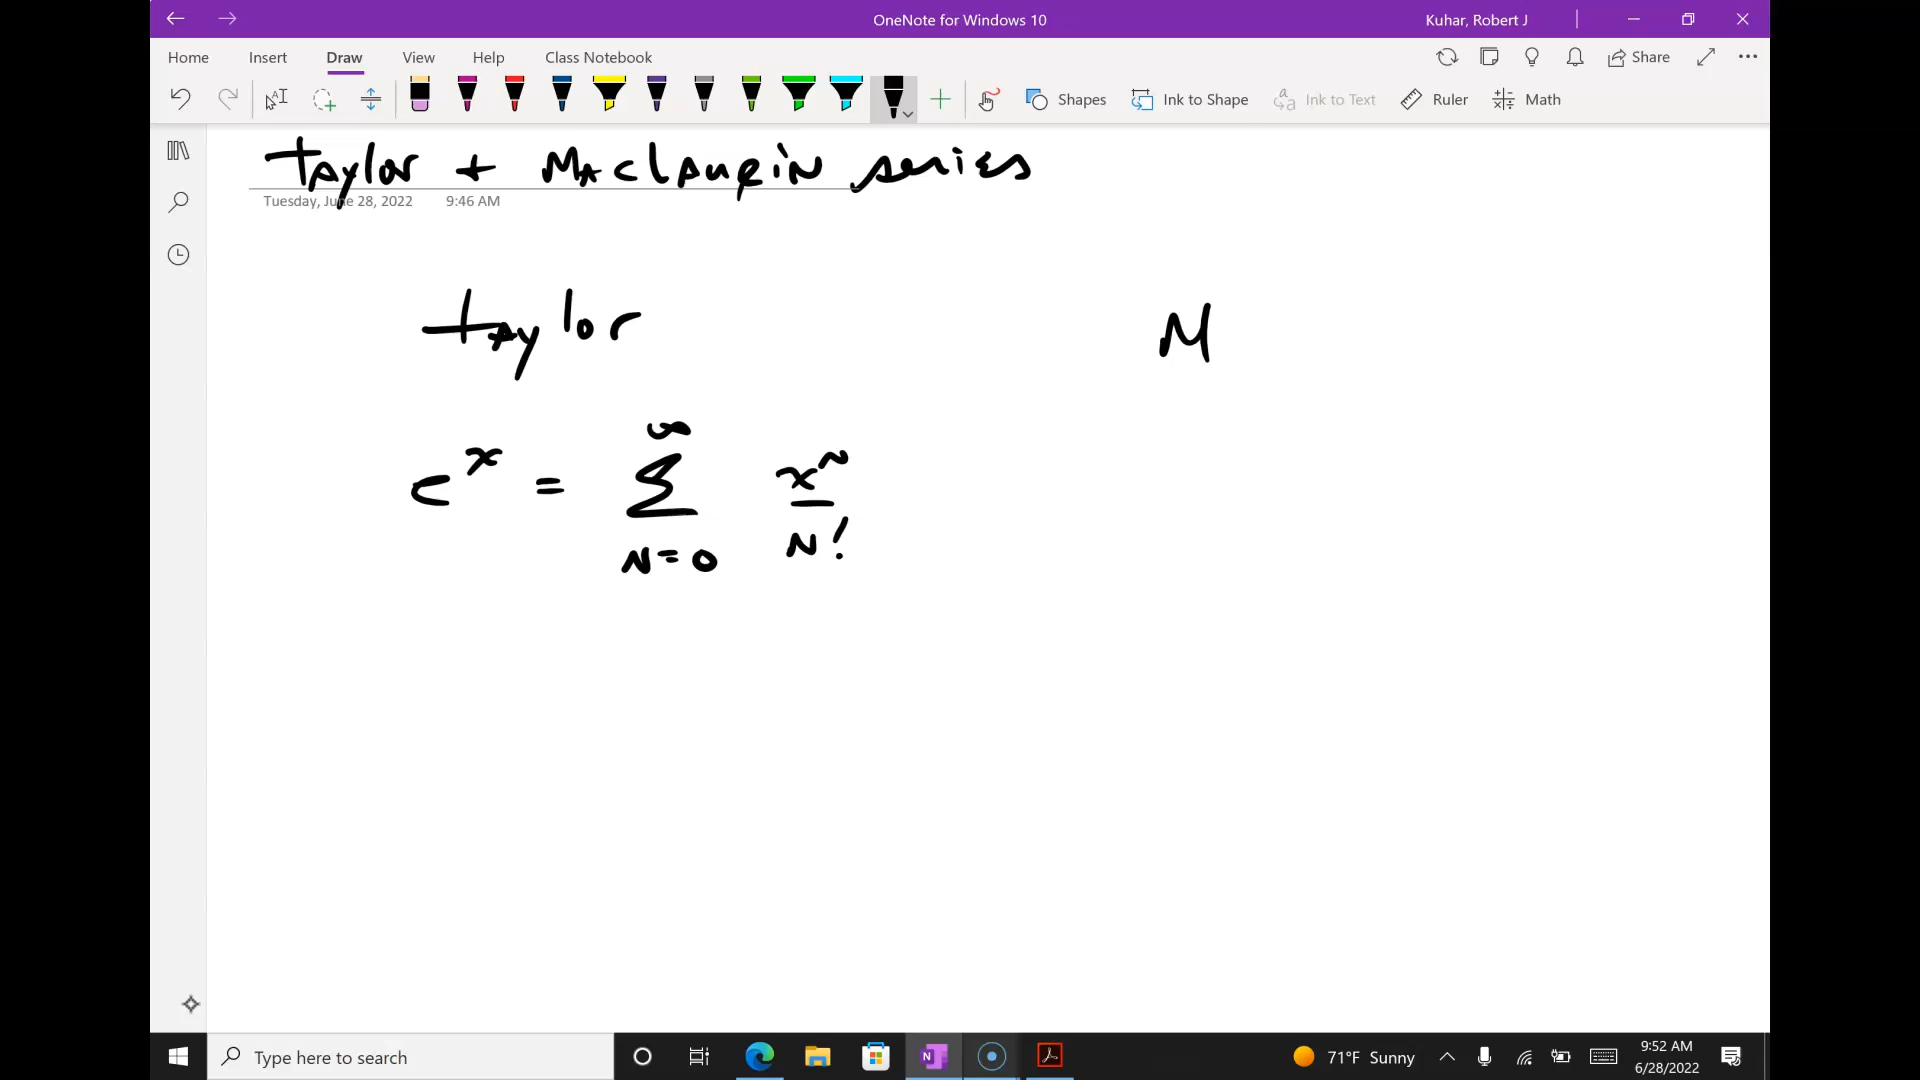 OneNote for Windows 10
Kuhar, Robert J
Home Insert Draw View Help Class Notebook Share
Shapes Ink to Shape Ink to Text Ruler Math
Taylor + Maclaurin series
Tuesday, June 28, 2022 9:46 AM
Taylor M
e^x = ∑_{N=0}^{∞} x^N / N!
Type here to search
71°F Sunny
9:52 AM
6/28/2022